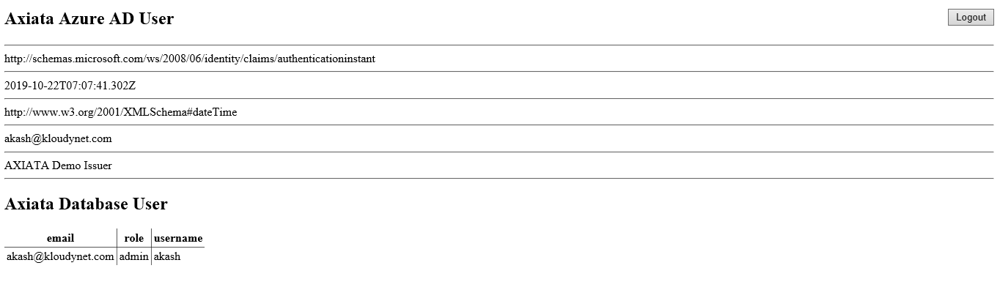 Axiata Azure AD User
Logout
http://schemas.microsoft.com/ws/2008/06/identity/claims/authenticationinstant
2019-10-22T07:07:41.302Z
http://www.w3.org/2001/XMLSchema#dateTime
akash@kloudynet.com
AXIATA Demo Issuer
Axiata Database User
email role username
akash@kloudynet.com admin akash